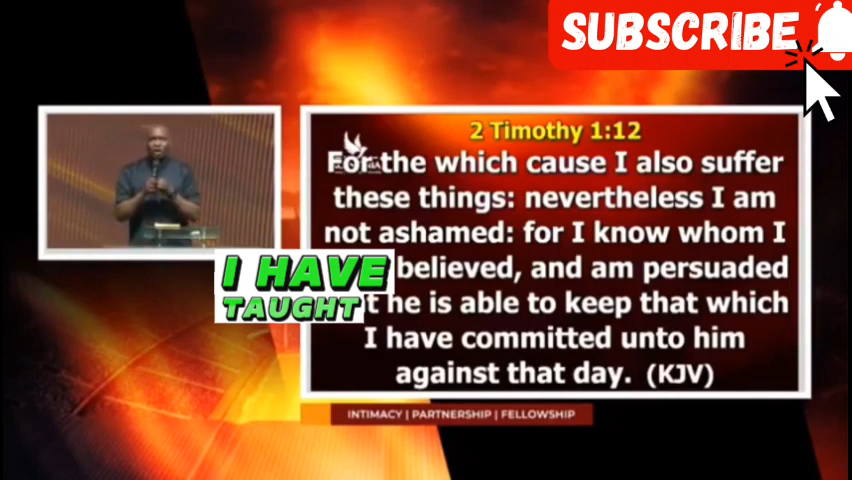 SUBSCRIBE
2 Timothy 1:12
For the which cause I also suffer
these things: nevertheless I am
not ashamed: for I know whom I
believed, and am persuaded
t he is able to keep that which
I have committed unto him
against that day. (KJV)
I HAVE
TAUGHT
INTIMACY | PARTNERSHIP | FELLOWSHIP